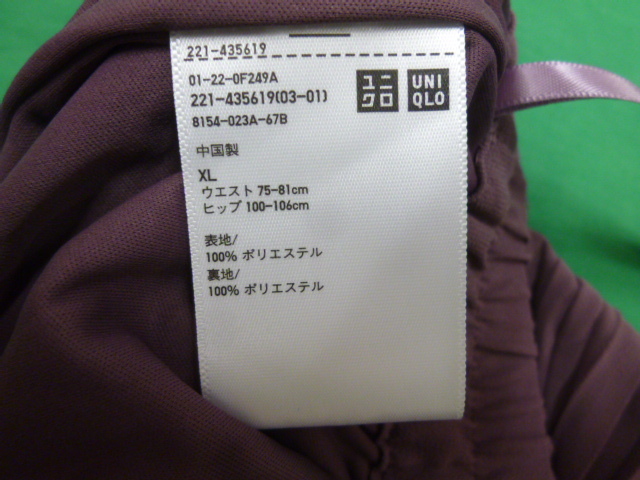 221-435619
01-22-0F249A
221-435619(03-01)
8154-023A-67B
ユニ
クロ
UNI
QLO
中国製
XL
ウエスト 75-81cm
ヒップ 100-106cm
表地/
100% ポリエステル
裏地/
100% ポリエステル